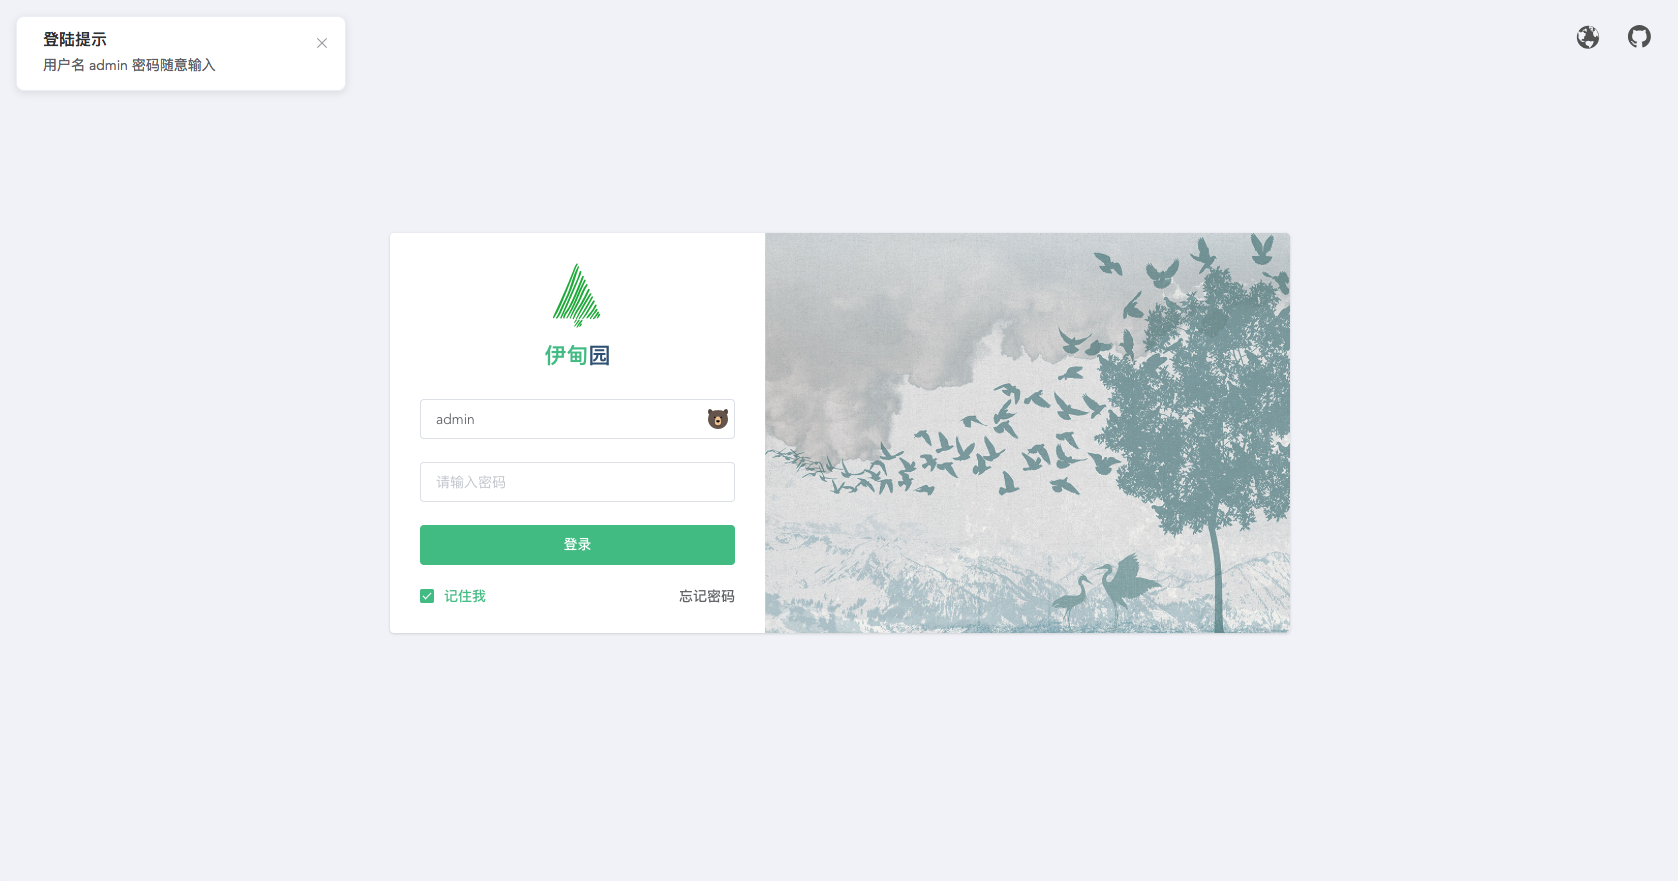 登陆提示
用户名 admin 密码随意输入
伊甸园
admin
请输入密码
登录
记住我
忘记密码